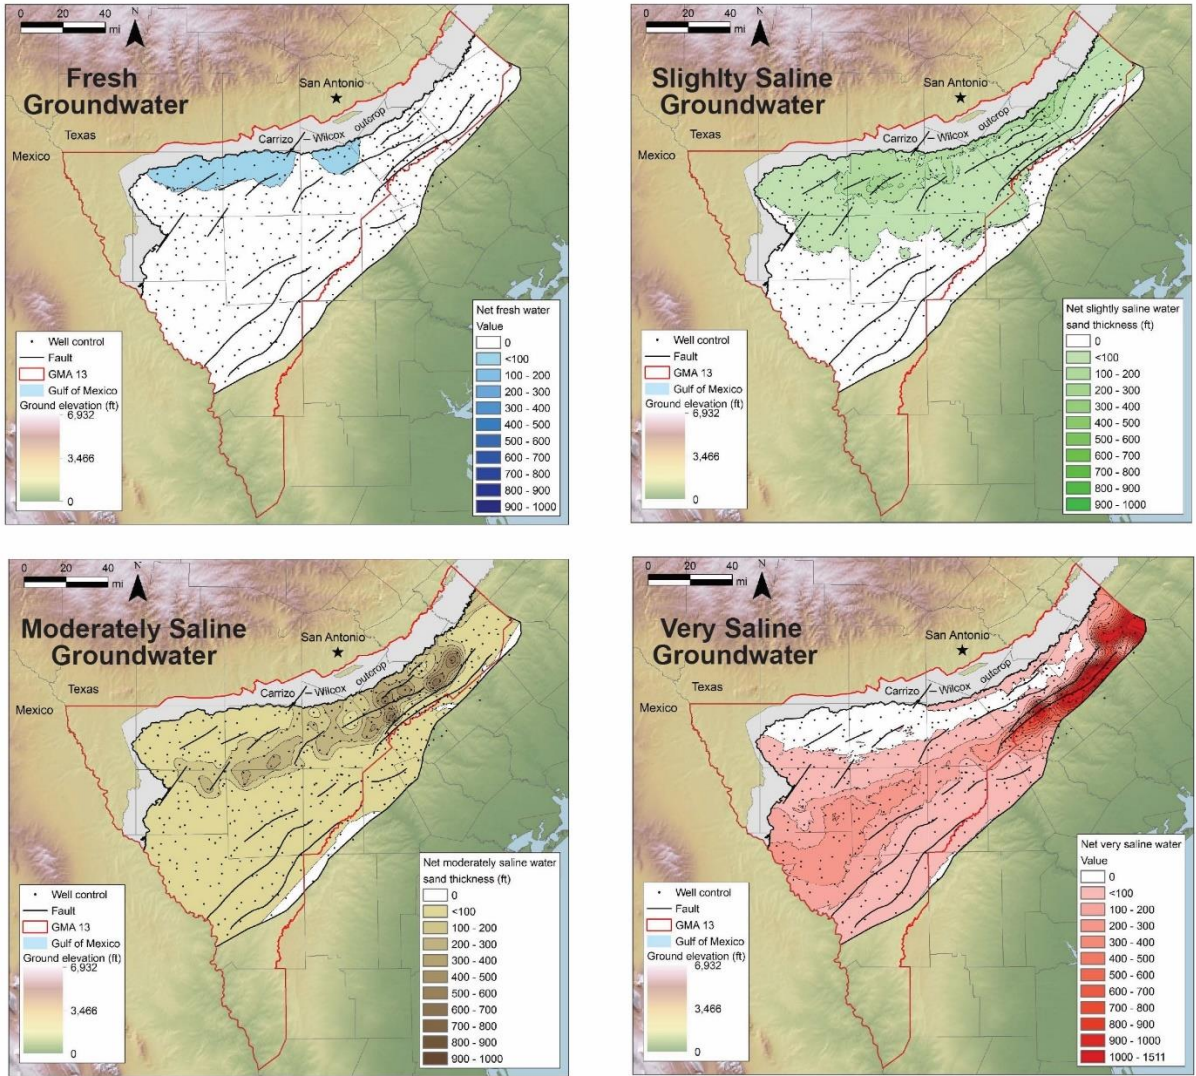 0 20 40
mi
N
Fresh
Groundwater
San Antonio
Texas
Mexico
Carrizo – Wilcox outcrop
Well control
Fault
GMA 13
Gulf of Mexico
Ground elevation (ft)
6,932
3,466
0
Net fresh water
Value
0
<100
100 - 200
200 - 300
300 - 400
400 - 500
500 - 600
600 - 700
700 - 800
800 - 900
900 - 1000
0 20 40
mi
N
Slighlty Saline
Groundwater
San Antonio
Texas
Mexico
Carrizo – Wilcox outcrop
Well control
Fault
GMA 13
Gulf of Mexico
Ground elevation (ft)
6,932
3,466
0
Net slightly saline water
sand thickness (ft)
0
<100
100 - 200
200 - 300
300 - 400
400 - 500
500 - 600
600 - 700
700 - 800
800 - 900
900 - 1000
0 20 40
mi
N
Moderately Saline
Groundwater
San Antonio
Texas
Mexico
Carrizo – Wilcox outcrop
Well control
Fault
GMA 13
Gulf of Mexico
Ground elevation (ft)
6,932
3,466
0
Net moderately saline water
sand thickness (ft)
0
<100
100 - 200
200 - 300
300 - 400
400 - 500
500 - 600
600 - 700
700 - 800
800 - 900
900 - 1000
0 20 40
mi
N
Very Saline
Groundwater
San Antonio
Texas
Mexico
Carrizo – Wilcox outcrop
Well control
Fault
GMA 13
Gulf of Mexico
Ground elevation (ft)
6,932
3,466
0
Net very saline water
Value
0
<100
100 - 200
200 - 300
300 - 400
400 - 500
500 - 600
600 - 700
700 - 800
800 - 900
900 - 1000
1000 - 1511